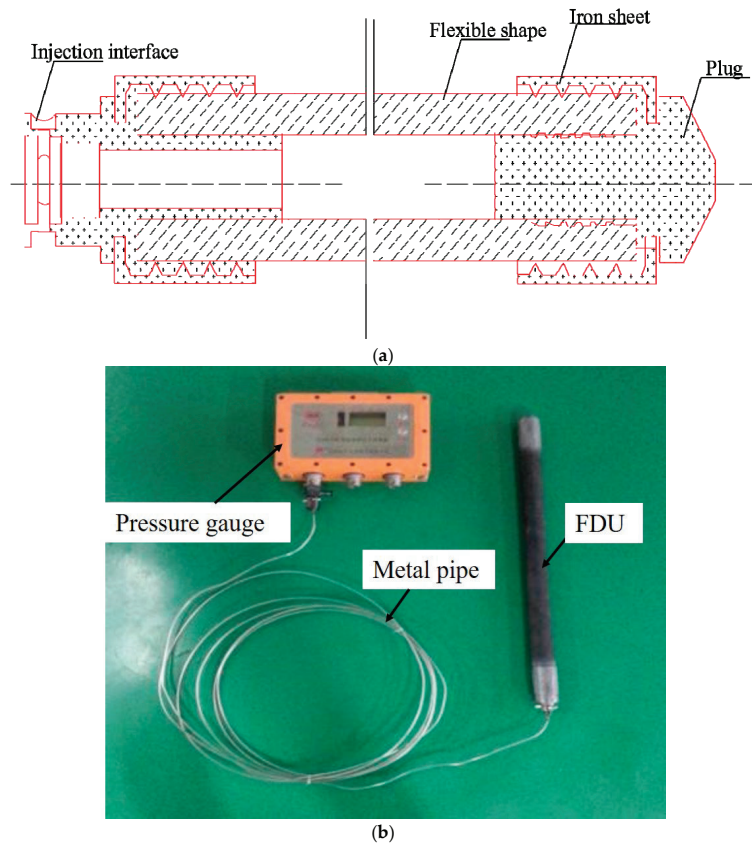 Injection interface
Flexible shape
Iron sheet
Plug
(a)
Pressure gauge
FDU
Metal pipe
(b)